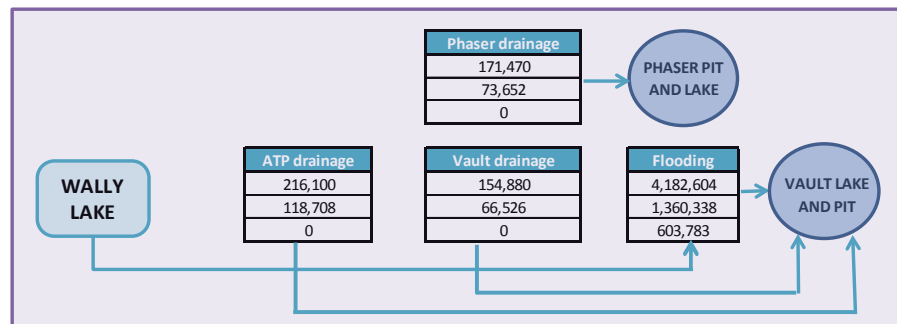 Phaser drainage
171,470
73,652
0
PHASER PIT
AND LAKE
WALLY
LAKE
ATP drainage
216,100
118,708
0
Vault drainage
154,880
66,526
0
Flooding
4,182,604
1,360,338
603,783
VAULT LAKE
AND PIT